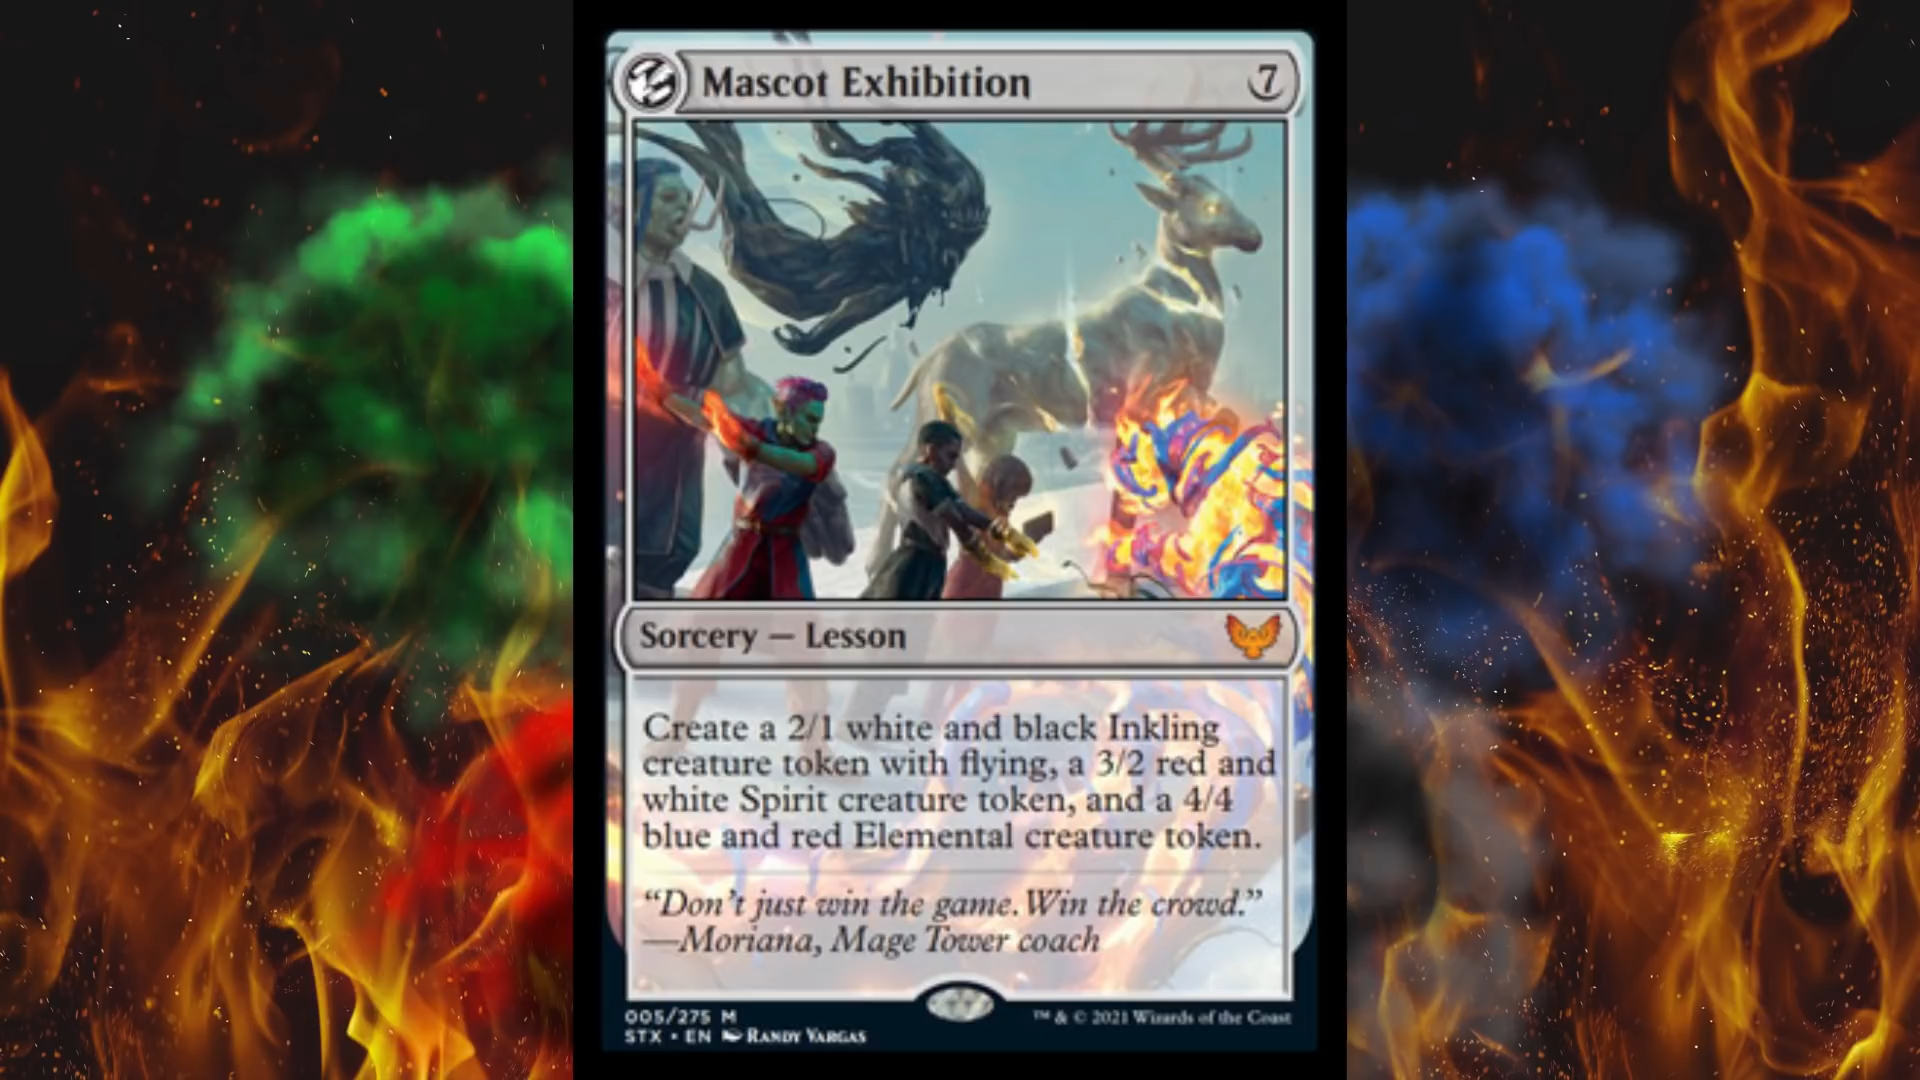 Mascot Exhibition 7
Sorcery — Lesson
Create a 2/1 white and black Inkling
creature token with flying, a 3/2 red and
white Spirit creature token, and a 4/4
blue and red Elemental creature token.
“Don’t just win the game. Win the crowd.”
—Moriana, Mage Tower coach
005/275 M
STX • EN RANDY VARGAS
™ & © 2021 Wizards of the Coast